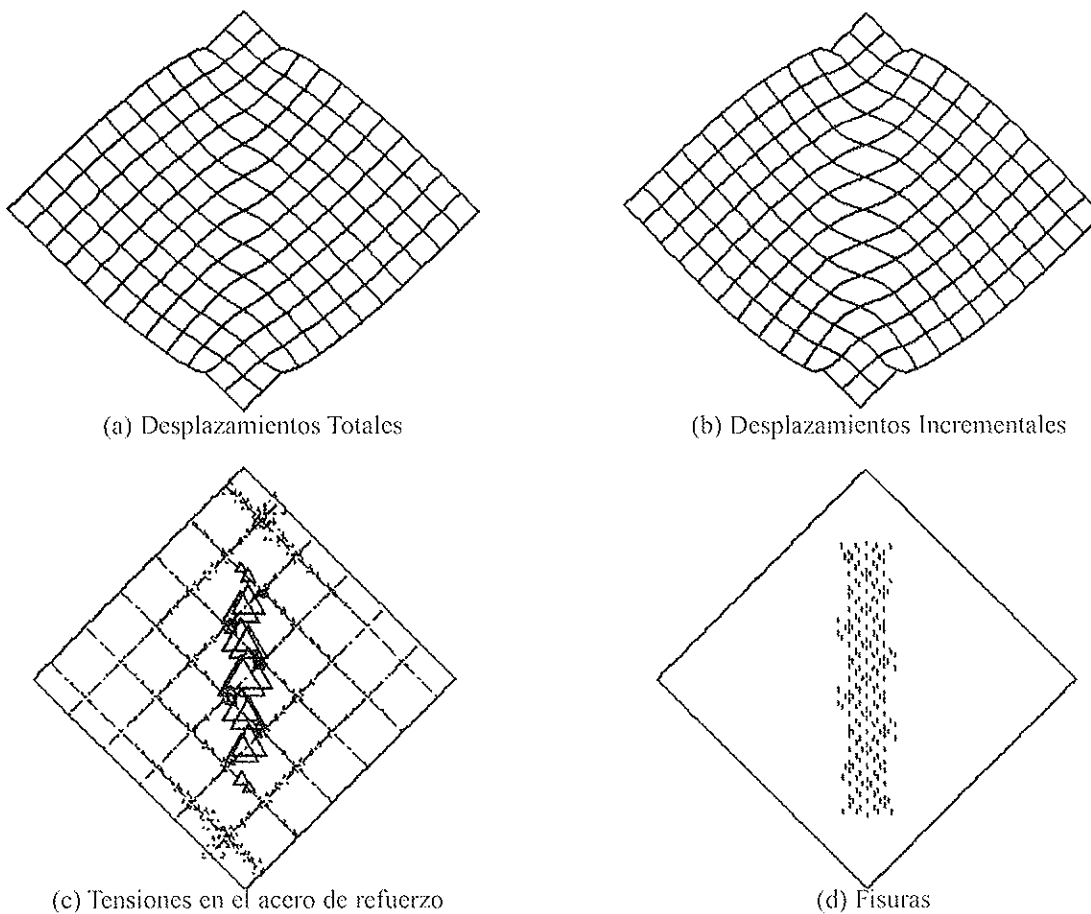 (a) Desplazamientos Totales
(b) Desplazamientos Incrementales
(c) Tensiones en el acero de refuerzo
(d) Fisuras